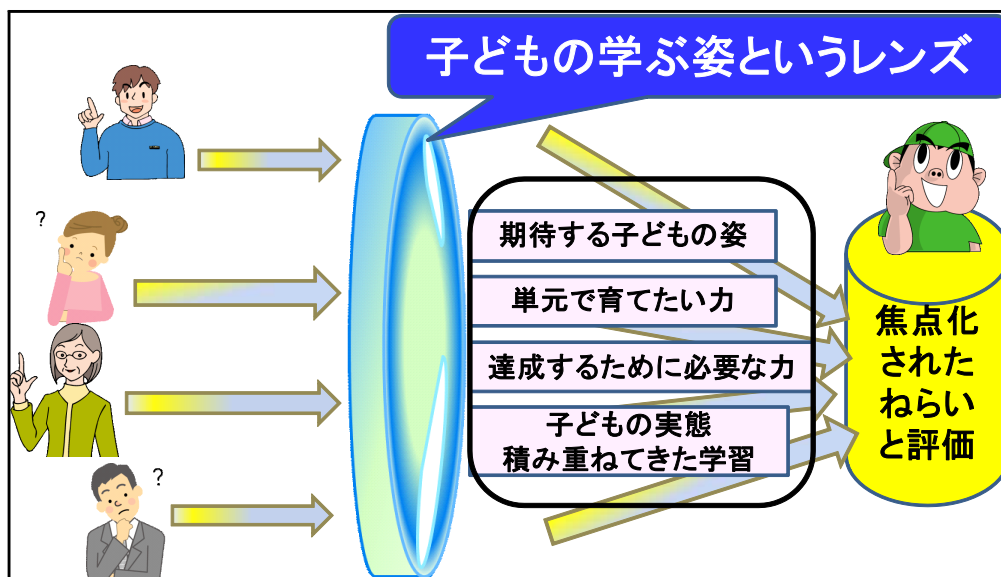 子どもの学ぶ姿というレンズ
?
?
期待する子どもの姿
単元で育てたい力
達成するために必要な力
子どもの実態
積み重ねてきた学習
焦点化
された
ねらい
と評価